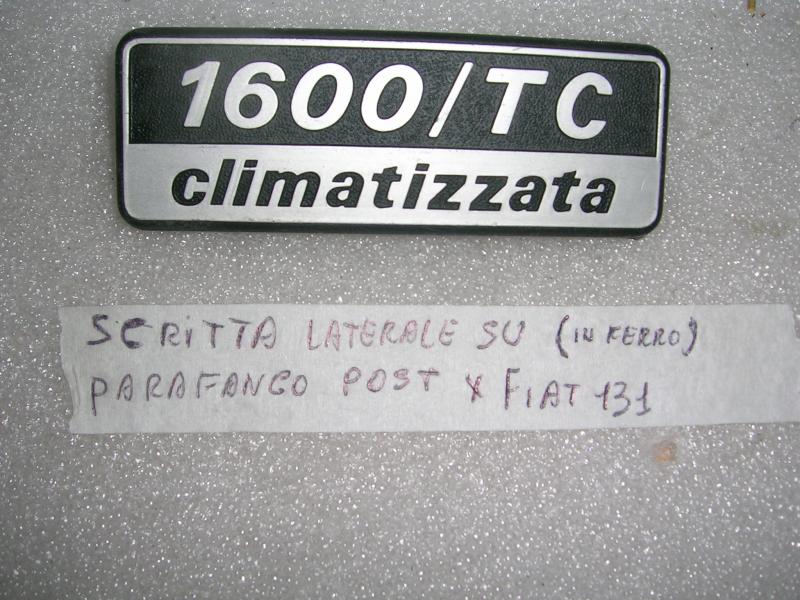 1600/TC
climatizzata
SCRITTA LATERALE SU (IN FERRO)
PARAFANGO POST X FIAT 131